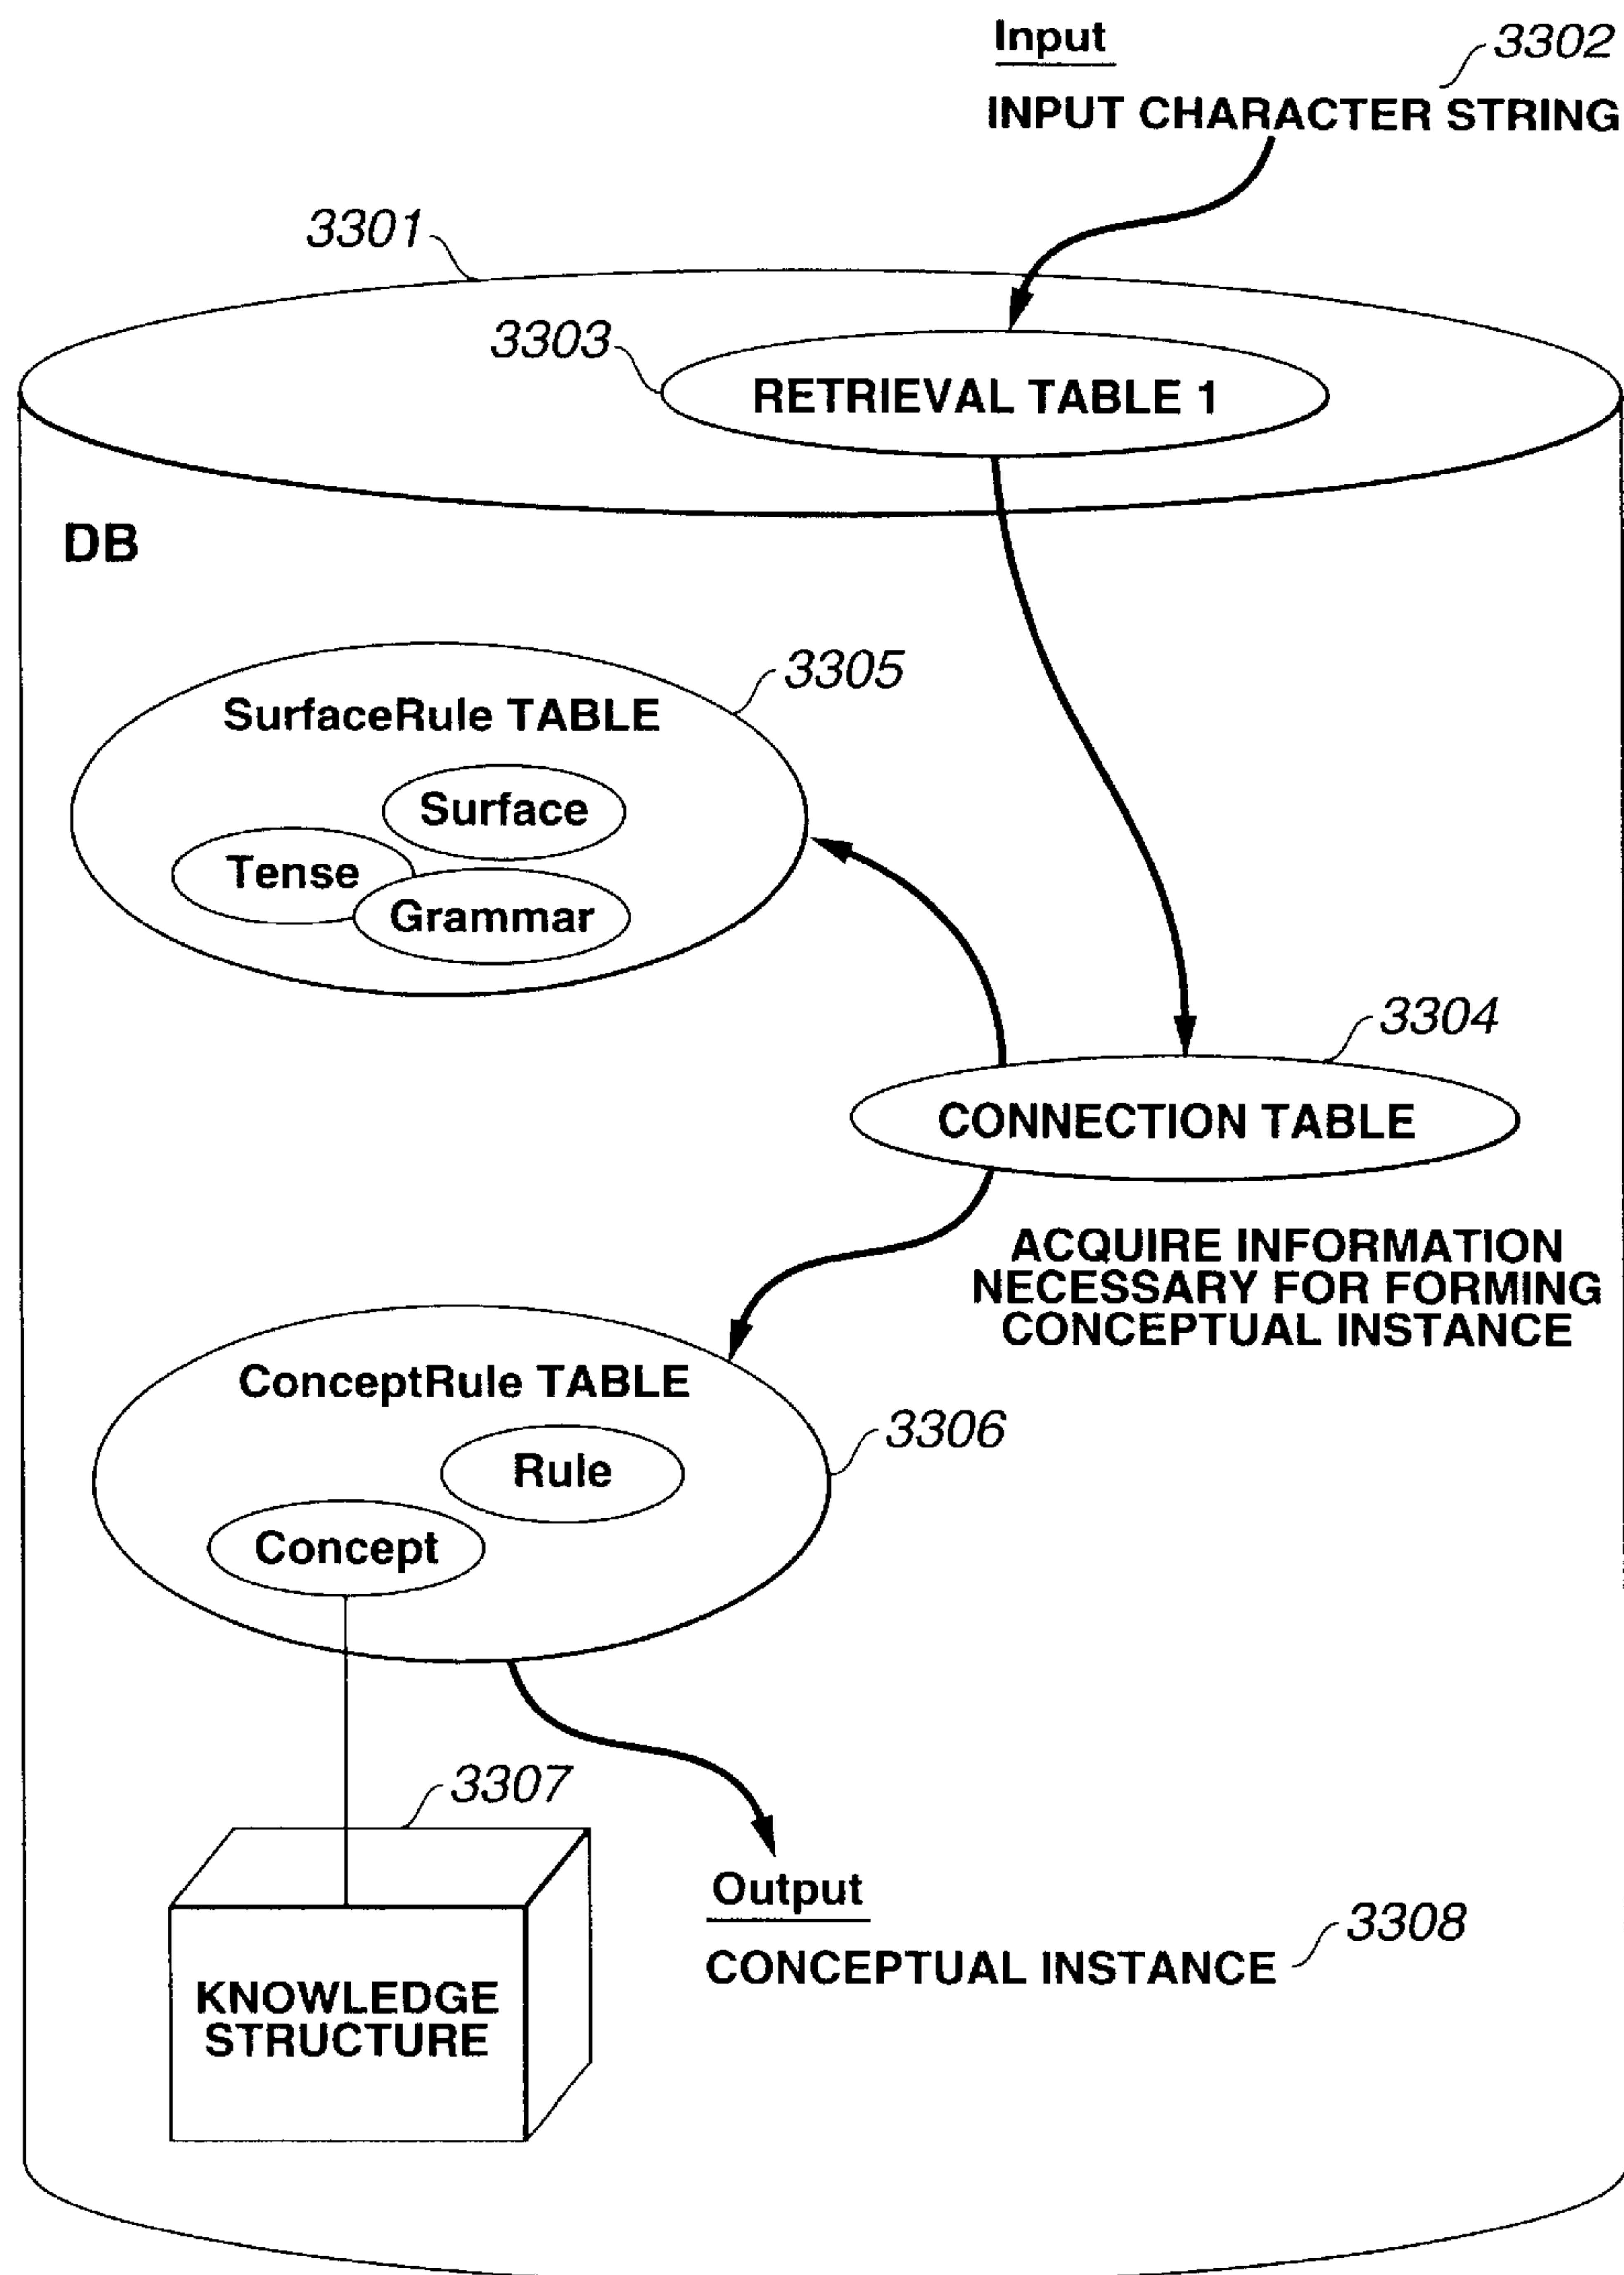 Input
3302
INPUT CHARACTER STRING
3301
3303
RETRIEVAL TABLE 1
DB
3305
SurfaceRule TABLE
Surface
Tense
Grammar
3304
CONNECTION TABLE
ACQUIRE INFORMATION
NECESSARY FOR FORMING
CONCEPTUAL INSTANCE
ConceptRule TABLE
3306
Rule
Concept
3307
Output
3308
CONCEPTUAL INSTANCE
KNOWLEDGE
STRUCTURE